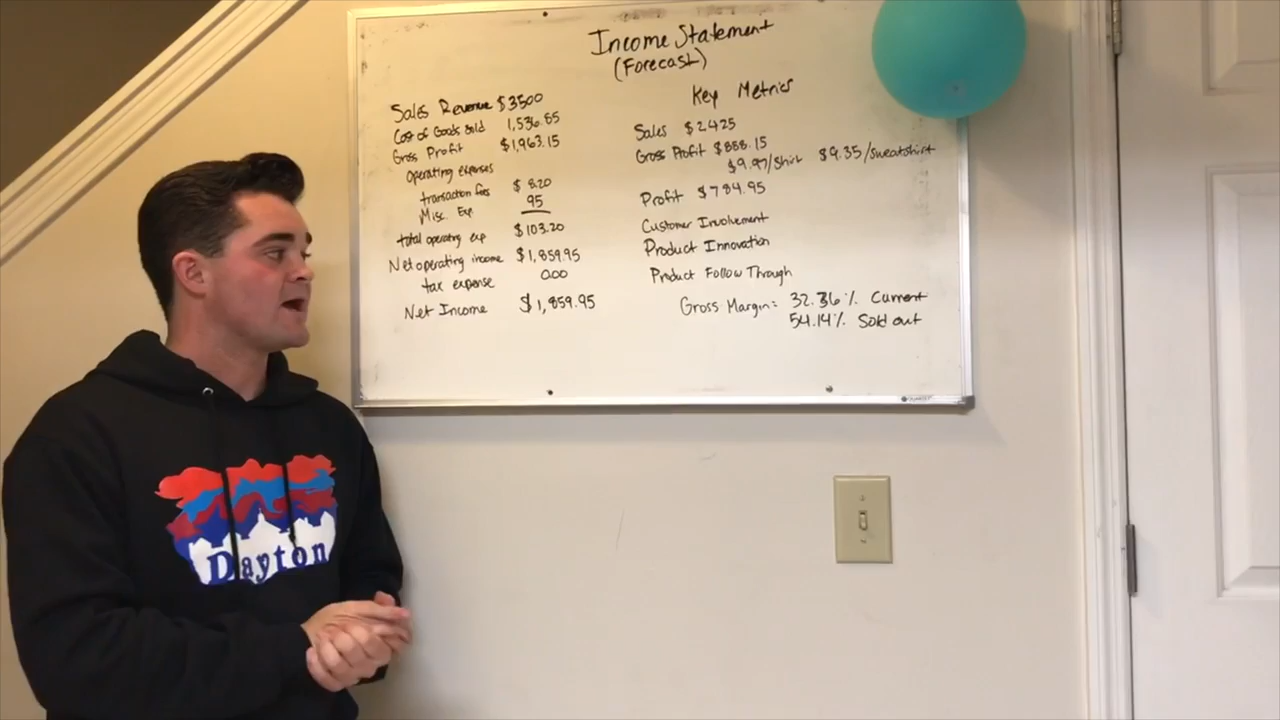 Income Statement
(Forecast)
Sales Revenue $3500
Cost of Goods Sold 1,536.85
Gross Profit $1,963.15
operating expenses
transaction fees $ 8.20
Misc. Exp 95
total operating exp $103.20
Net operating income $1,859.95
tax expense 0.00
Net Income $1,859.95
Key Metrics
Sales $2425
Gross Profit $888.15
$9.97/Shirt $9.35/sweatshirt
Profit $784.95
Customer Involvement
Product Innovation
Product Follow Through
Gross Margin= 32.36% Current
54.14% Sold out
Dayton